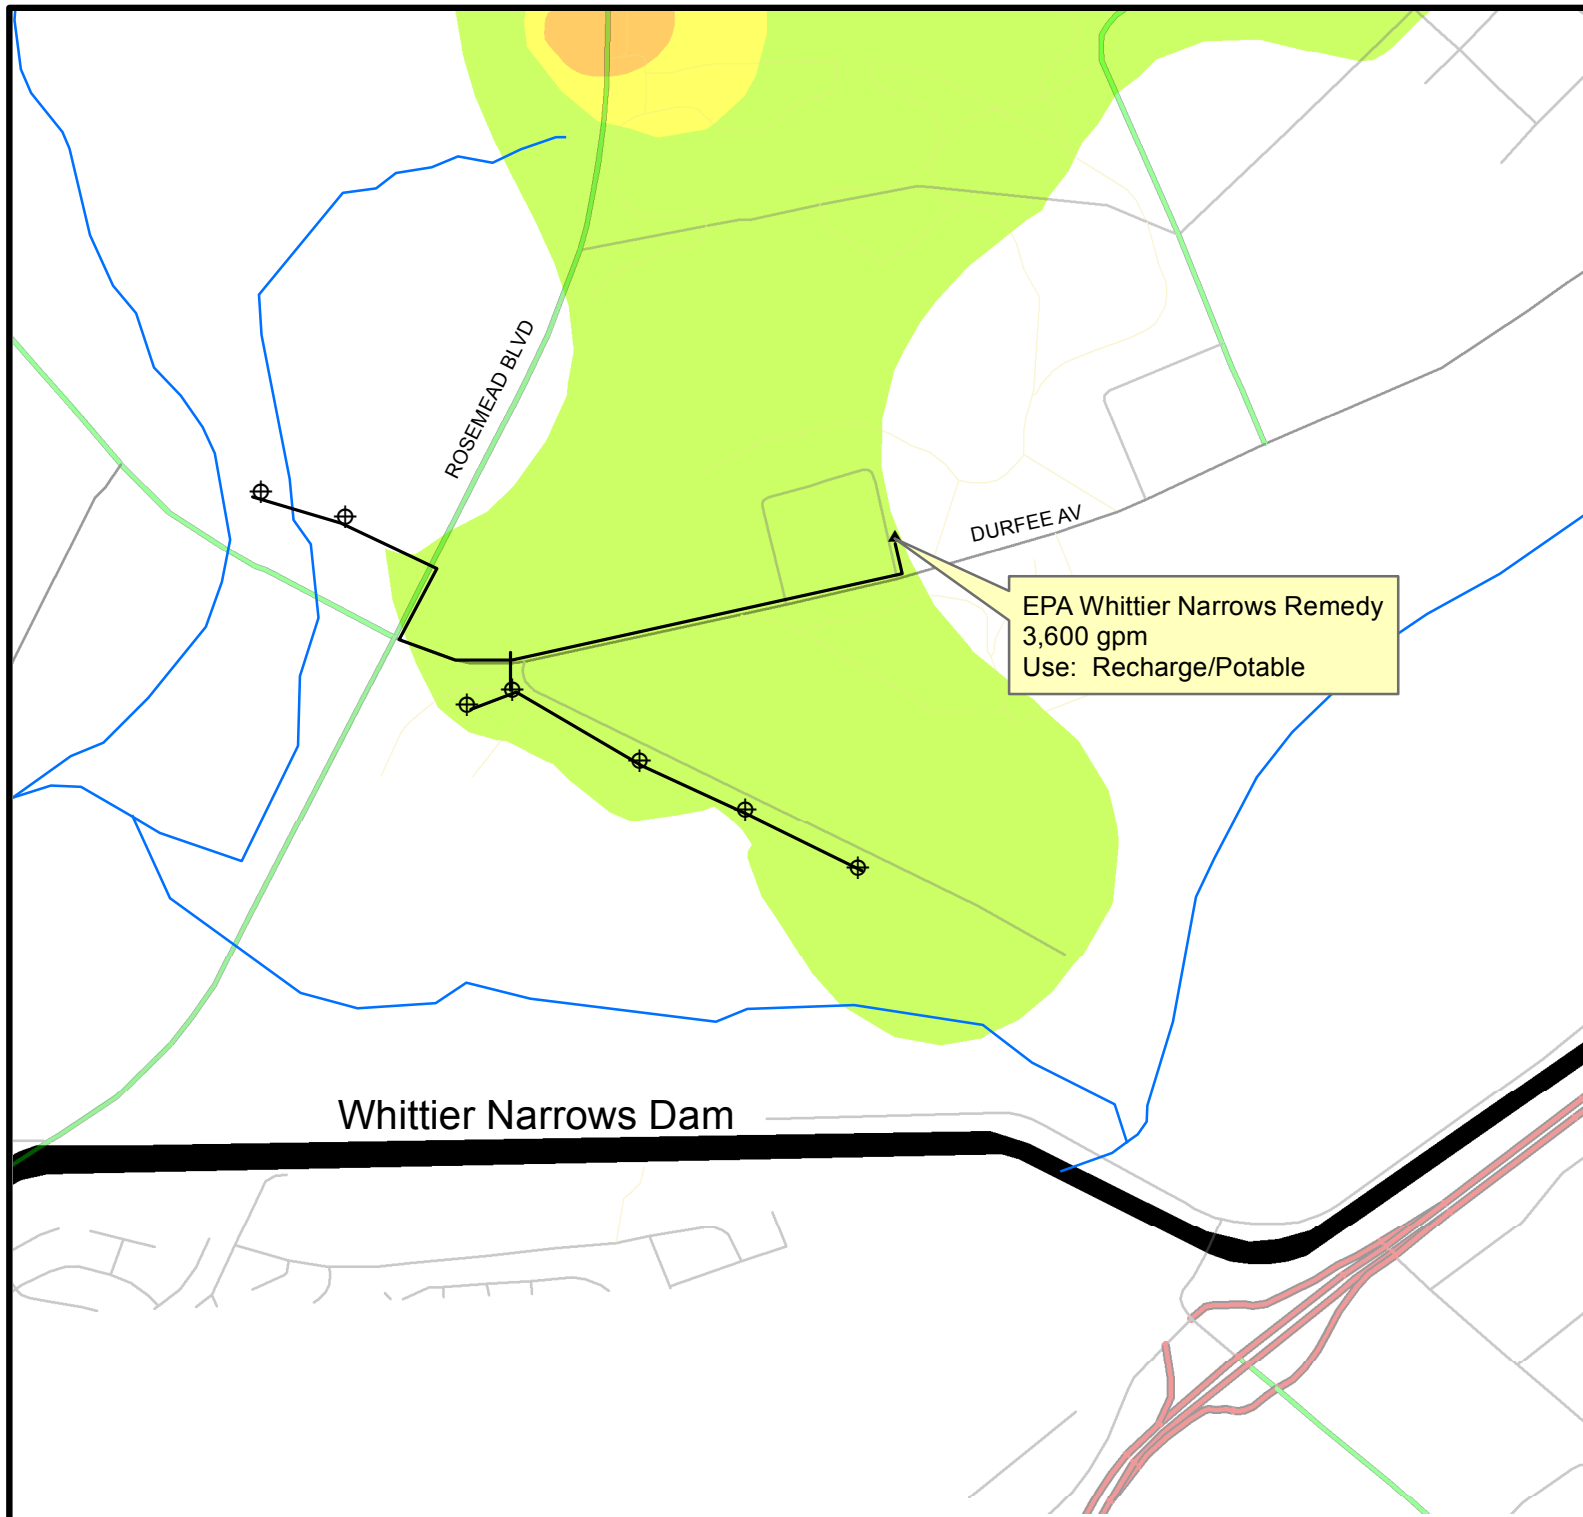 ROSEMEAD BLVD
DURFEE AV
EPA Whittier Narrows Remedy
3,600 gpm
Use: Recharge/Potable
Whittier Narrows Dam